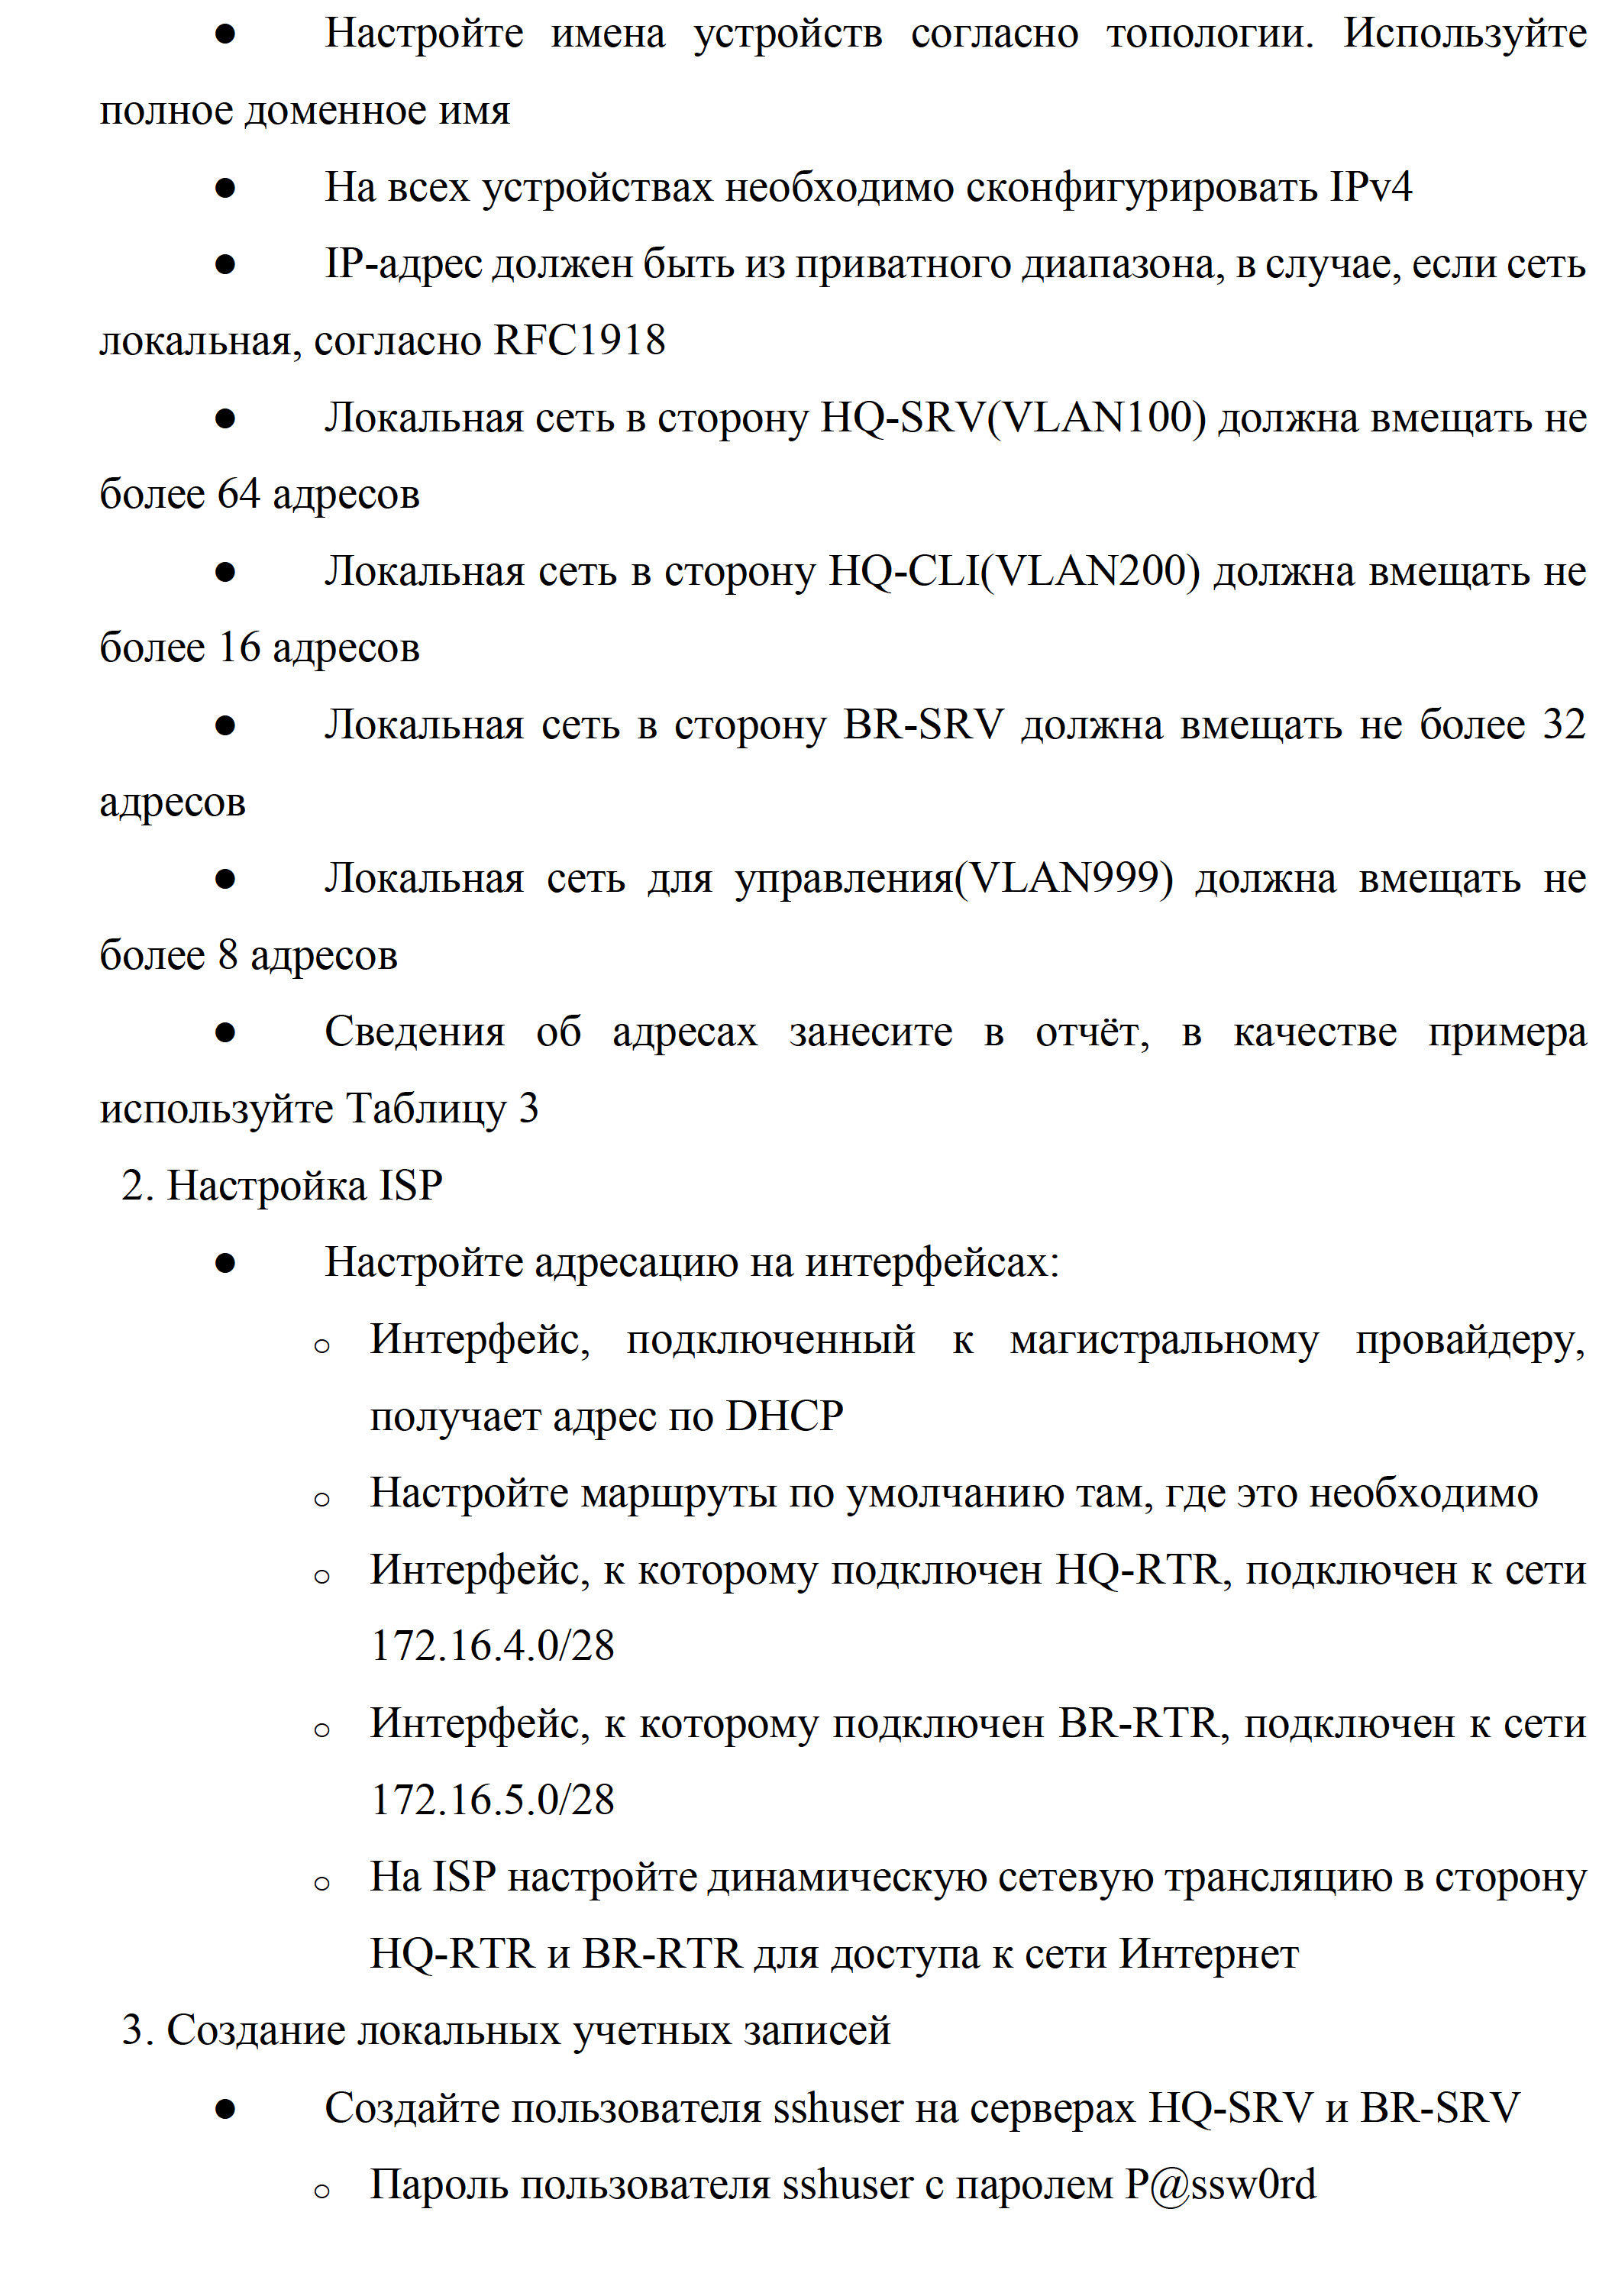 ● Настройте имена устройств согласно топологии. Используйте
полное доменное имя
● На всех устройствах необходимо сконфигурировать IPv4
● IP-адрес должен быть из приватного диапазона, в случае, если сеть
локальная, согласно RFC1918
● Локальная сеть в сторону HQ-SRV(VLAN100) должна вмещать не
более 64 адресов
● Локальная сеть в сторону HQ-CLI(VLAN200) должна вмещать не
более 16 адресов
● Локальная сеть в сторону BR-SRV должна вмещать не более 32
адресов
● Локальная сеть для управления(VLAN999) должна вмещать не
более 8 адресов
● Сведения об адресах занесите в отчёт, в качестве примера
используйте Таблицу 3
2. Настройка ISP
● Настройте адресацию на интерфейсах:
○ Интерфейс, подключенный к магистральному провайдеру,
получает адрес по DHCP
○ Настройте маршруты по умолчанию там, где это необходимо
○ Интерфейс, к которому подключен HQ-RTR, подключен к сети
172.16.4.0/28
○ Интерфейс, к которому подключен BR-RTR, подключен к сети
172.16.5.0/28
○ На ISP настройте динамическую сетевую трансляцию в сторону
HQ-RTR и BR-RTR для доступа к сети Интернет
3. Создание локальных учетных записей
● Создайте пользователя sshuser на серверах HQ-SRV и BR-SRV
○ Пароль пользователя sshuser с паролем P@ssw0rd